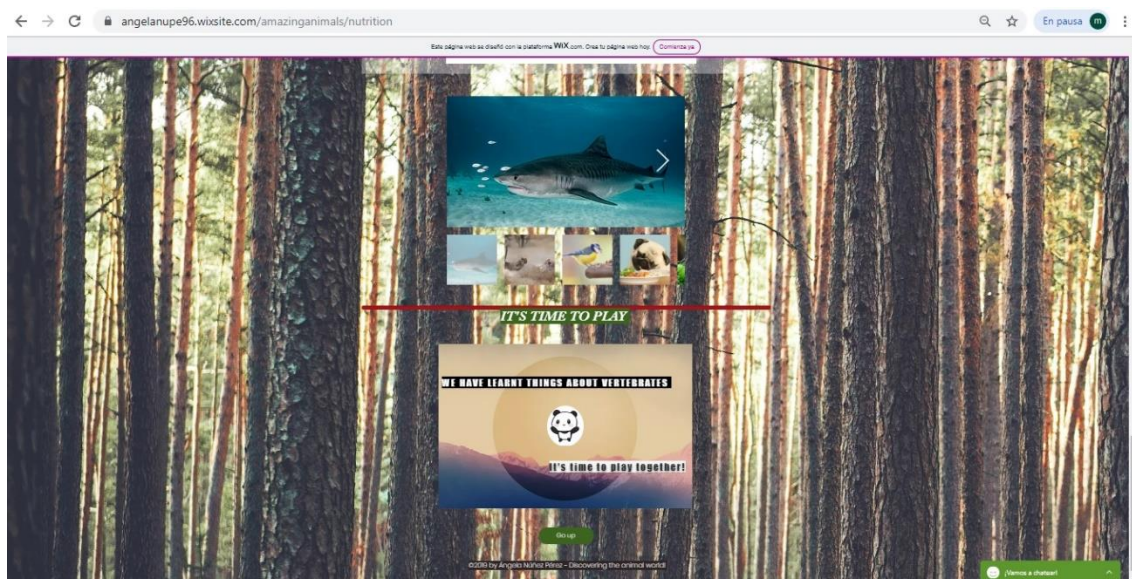 angelanupe96.wixsite.com/amazinganimals/nutrition
En pausa m
Esta página web se diseñó con la plataforma WiX.com. Crea tu página web hoy. Comienza ya
IT'S TIME TO PLAY
WE HAVE LEARNT THINGS ABOUT VERTEBRATES
It's time to play together!
Go up
©2019 by Ángela Núñez Pérez - Discovering the animal world!
¡Vamos a chatear!